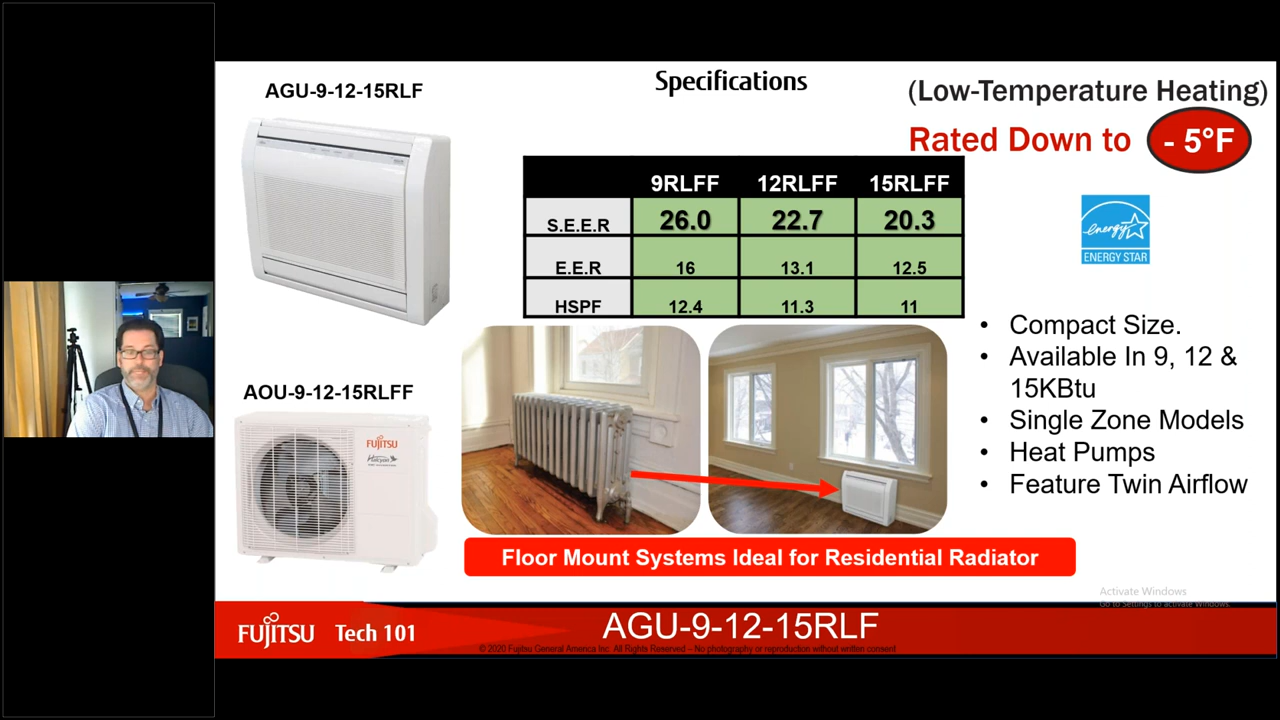 AGU-9-12-15RLF
Specifications
(Low-Temperature Heating)
Rated Down to - 5°F
9RLFF 12RLFF 15RLFF
S.E.E.R 26.0 22.7 20.3
E.E.R 16 13.1 12.5
HSPF 12.4 11.3 11
energy
ENERGY STAR
• Compact Size.
• Available In 9, 12 &
15KBtu
• Single Zone Models
• Heat Pumps
• Feature Twin Airflow
AOU-9-12-15RLFF
FUJITSU
Halcyon
Floor Mount Systems Ideal for Residential Radiator
Activate Windows
Go to Settings to activate Windows.
FUJITSU Tech 101
AGU-9-12-15RLF
©2020 Fujitsu General America Inc. All Rights Reserved – No photography or reproduction without written consent